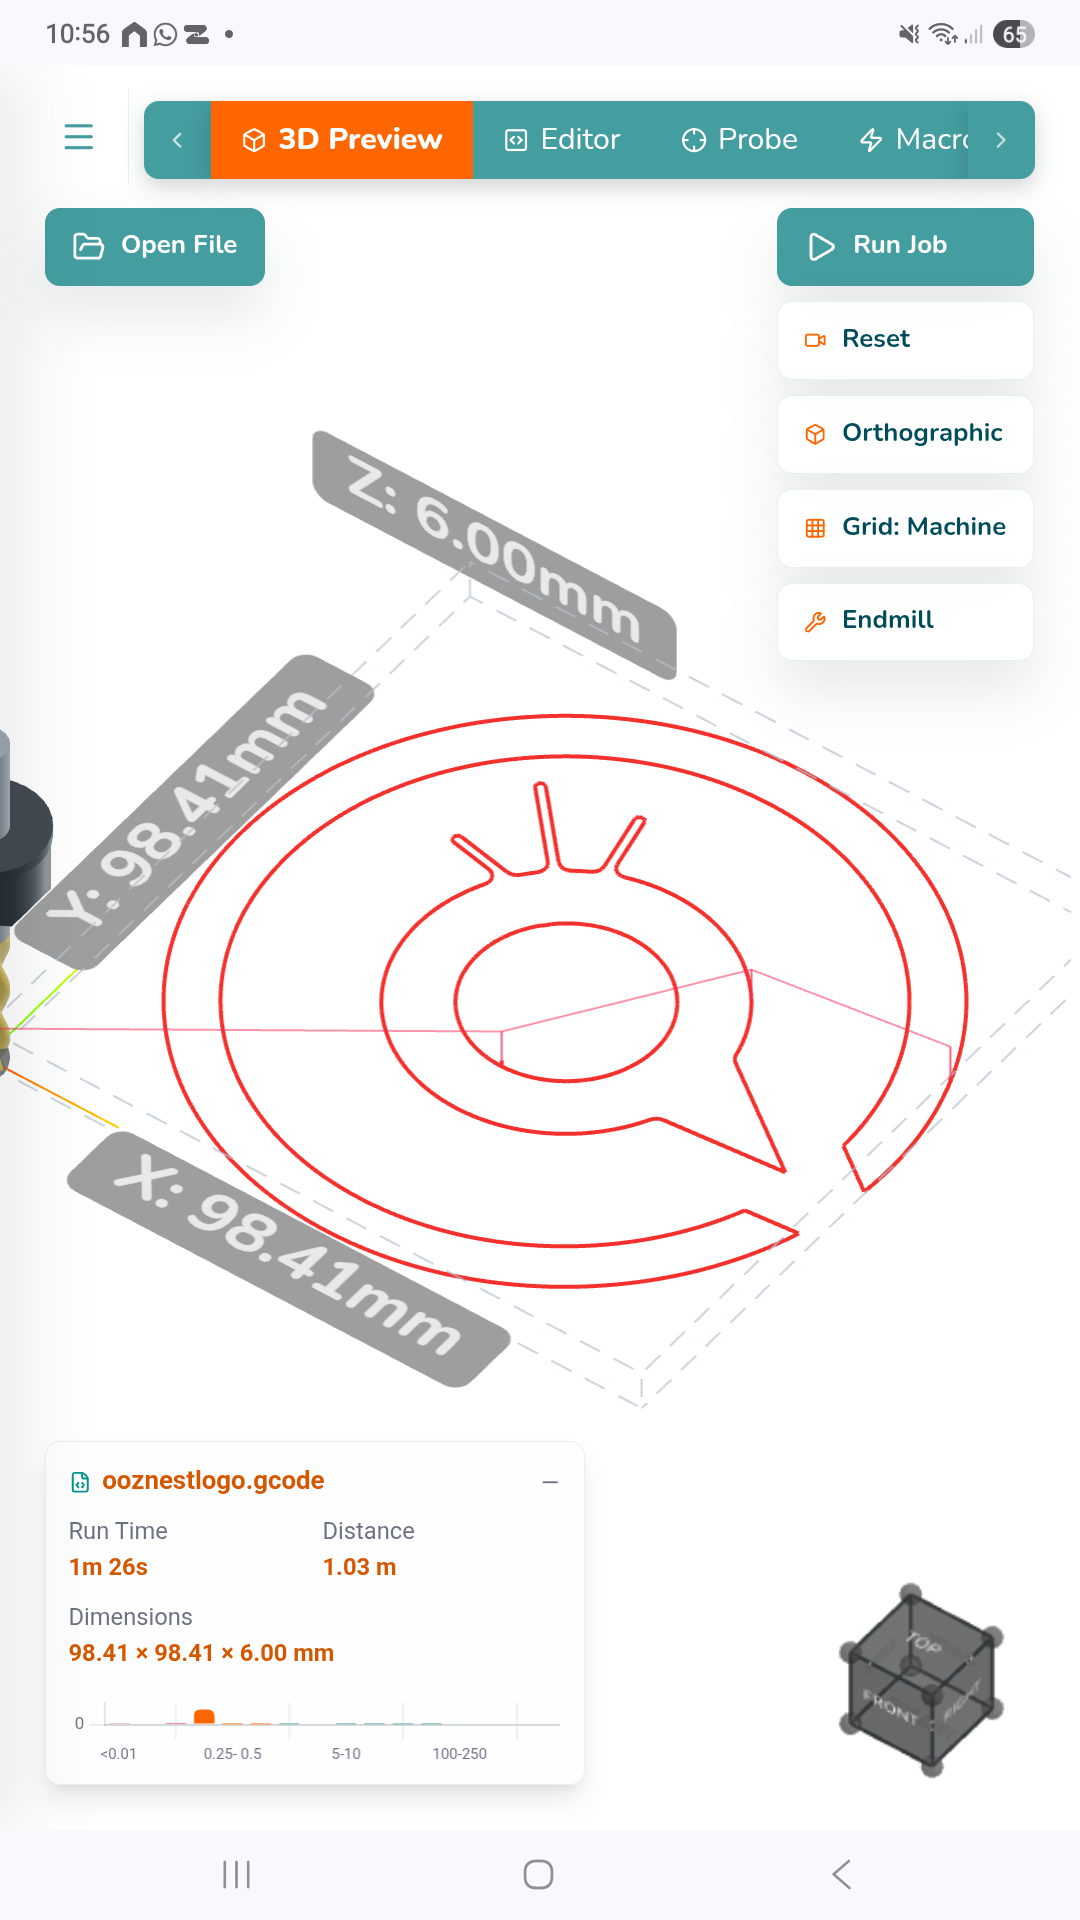 10:56
65
3D Preview
Editor
Probe
Macro
Open File
Run Job
Reset
Orthographic
Grid: Machine
Endmill
Z: 6.00mm
Y: 98.41mm
X: 98.41mm
ooznestlogo.gcode
Run Time
Distance
1m 26s
1.03 m
Dimensions
98.41 × 98.41 × 6.00 mm
0
<0.01
0.25- 0.5
5-10
100-250
TOP
FRONT
RIGHT